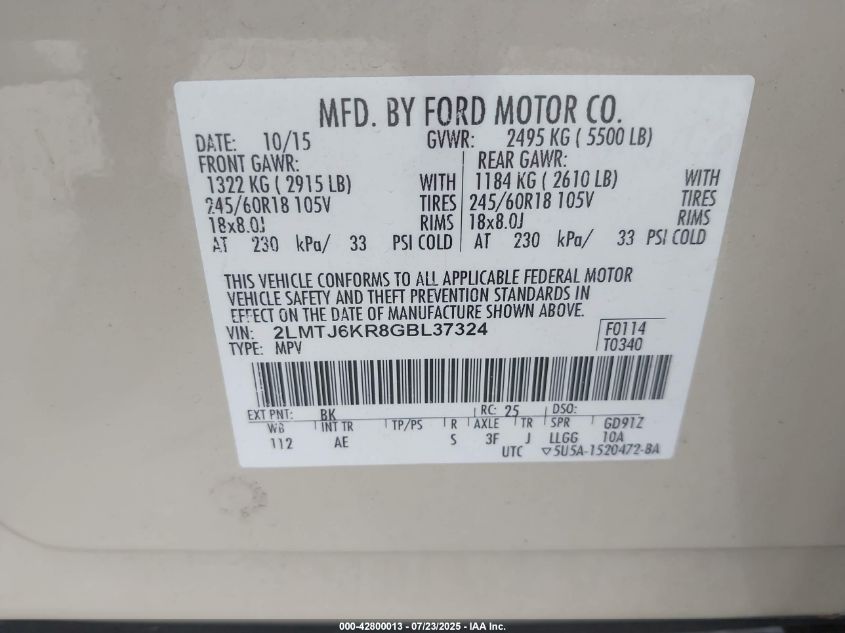 MFD. BY FORD MOTOR CO.
DATE: 10/15 GVWR: 2495 KG ( 5500 LB)
FRONT GAWR: REAR GAWR:
1322 KG ( 2915 LB) WITH 1184 KG ( 2610 LB) WITH
245/60R18 105V TIRES 245/60R18 105V TIRES
18x8.0J RIMS 18x8.0J RIMS
AT 230 kPa/ 33 PSI COLD AT 230 kPa/ 33 PSI COLD
THIS VEHICLE CONFORMS TO ALL APPLICABLE FEDERAL MOTOR
VEHICLE SAFETY AND THEFT PREVENTION STANDARDS IN
EFFECT ON THE DATE OF MANUFACTURE SHOWN ABOVE.
VIN: 2LMTJ6KR8GBL37324 F0114
TYPE: MPV T0340
EXT PNT: BK RC: 25 DSO:
WB INT TR TP/PS R AXLE TR SPR GD91Z
112 AE S 3F J LLGG 10A
UTC ▽5U5A-1520472-BA
000-42800013 - 07/23/2025 - IAA Inc.